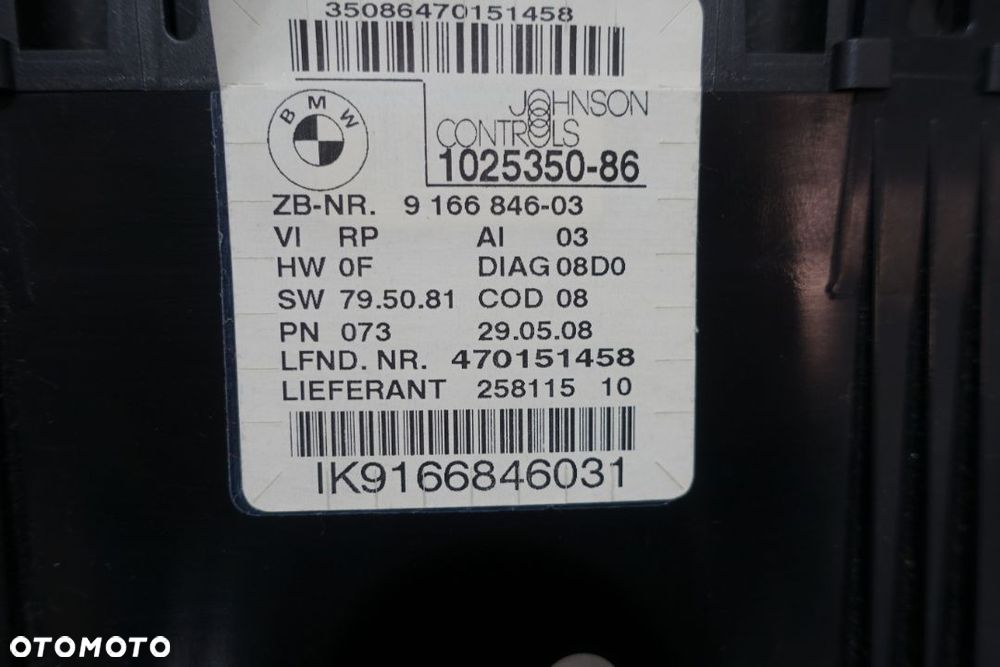 35086470151458
BMW
JOHNSON
CONTROLS
1025350-86
ZB-NR. 9 166 846-03
VI RP AI 03
HW 0F DIAG 08D0
SW 79.50.81 COD 08
PN 073 29.05.08
LFND. NR. 470151458
LIEFERANT 258115 10
IK9166846031
OTOMOTO